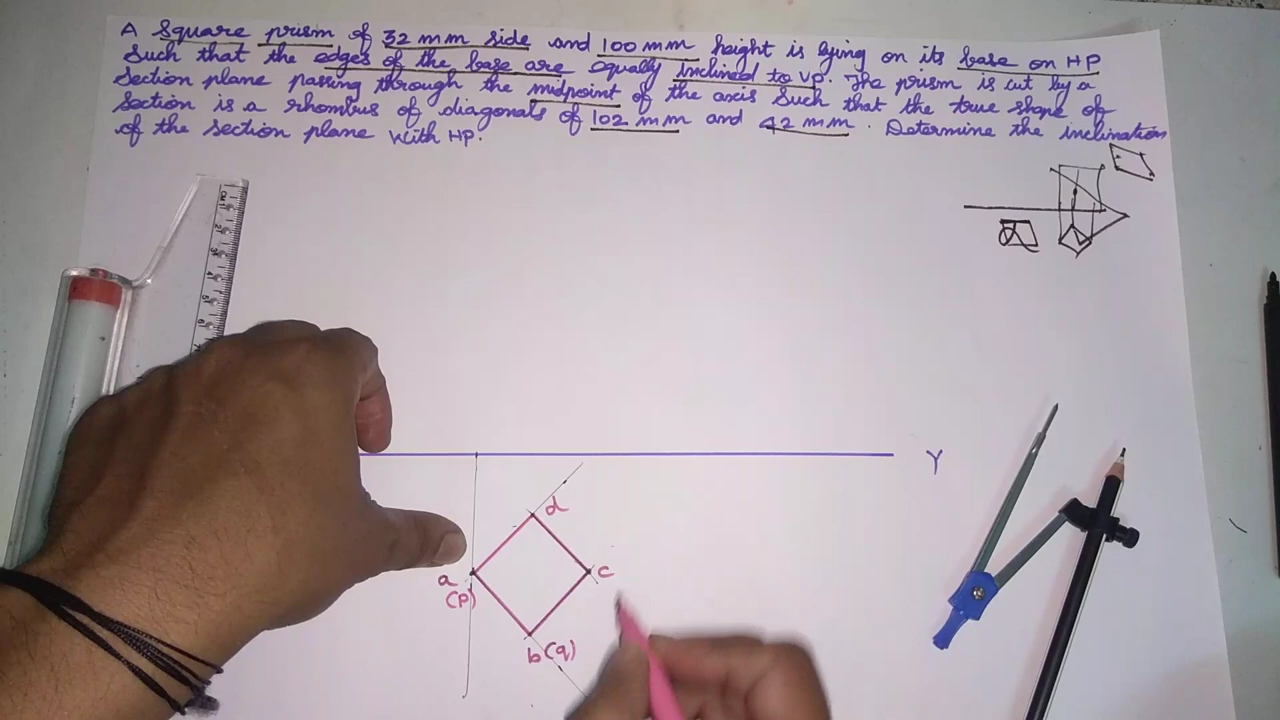 A Square prism of 32 mm side and 100 mm height is lying on its base on HP
Such that the edges of the base are equally inclined to VP. The prism is cut by a
Section plane passing through the midpoint of the axis such that the true shape of
Section is a rhombus of diagonals of 102 mm and 42 mm. Determine the inclination
of the section plane with HP.
Y
d
a
c
(p)
b(q)